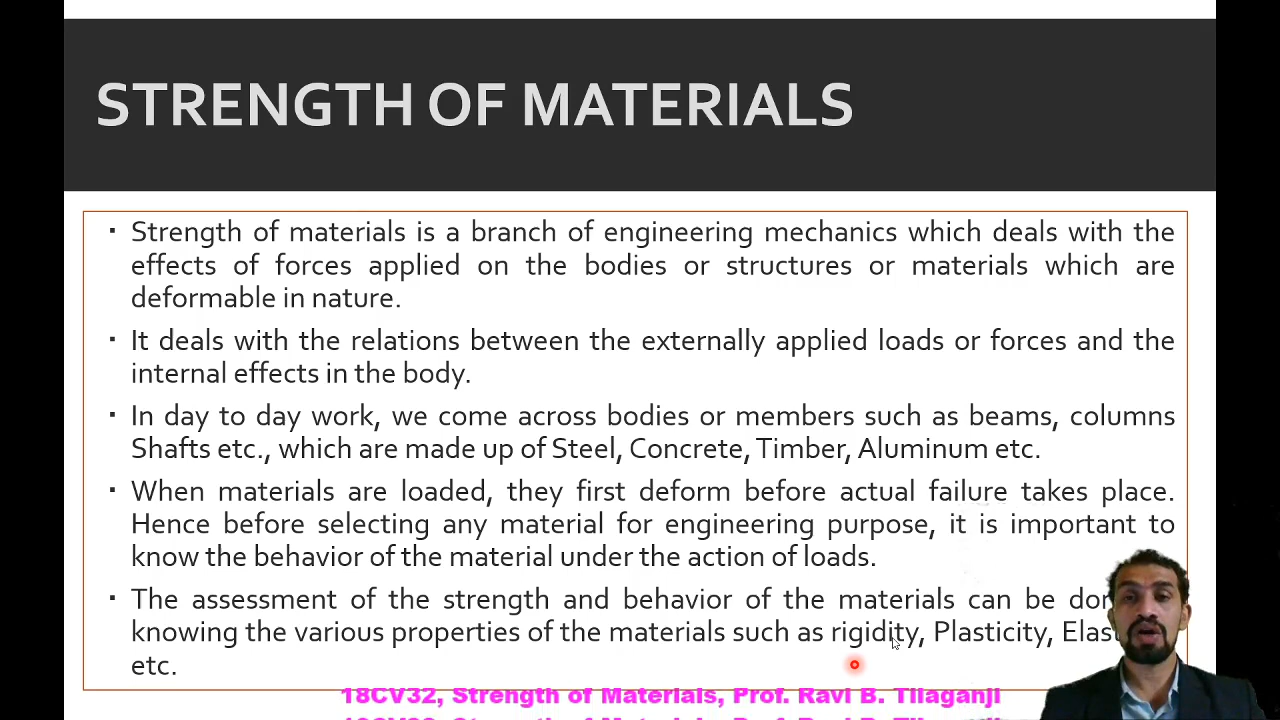 STRENGTH OF MATERIALS
▪ Strength of materials is a branch of engineering mechanics which deals with the
effects of forces applied on the bodies or structures or materials which are
deformable in nature.
▪ It deals with the relations between the externally applied loads or forces and the
internal effects in the body.
▪ In day to day work, we come across bodies or members such as beams, columns
Shafts etc., which are made up of Steel, Concrete, Timber, Aluminum etc.
▪ When materials are loaded, they first deform before actual failure takes place.
Hence before selecting any material for engineering purpose, it is important to
know the behavior of the material under the action of loads.
▪ The assessment of the strength and behavior of the materials can be
knowing the various properties of the materials such as rigidity, Plasticity,
etc.
18CV32, Strength of Materials, Prof. Ravi B. Tilaganji